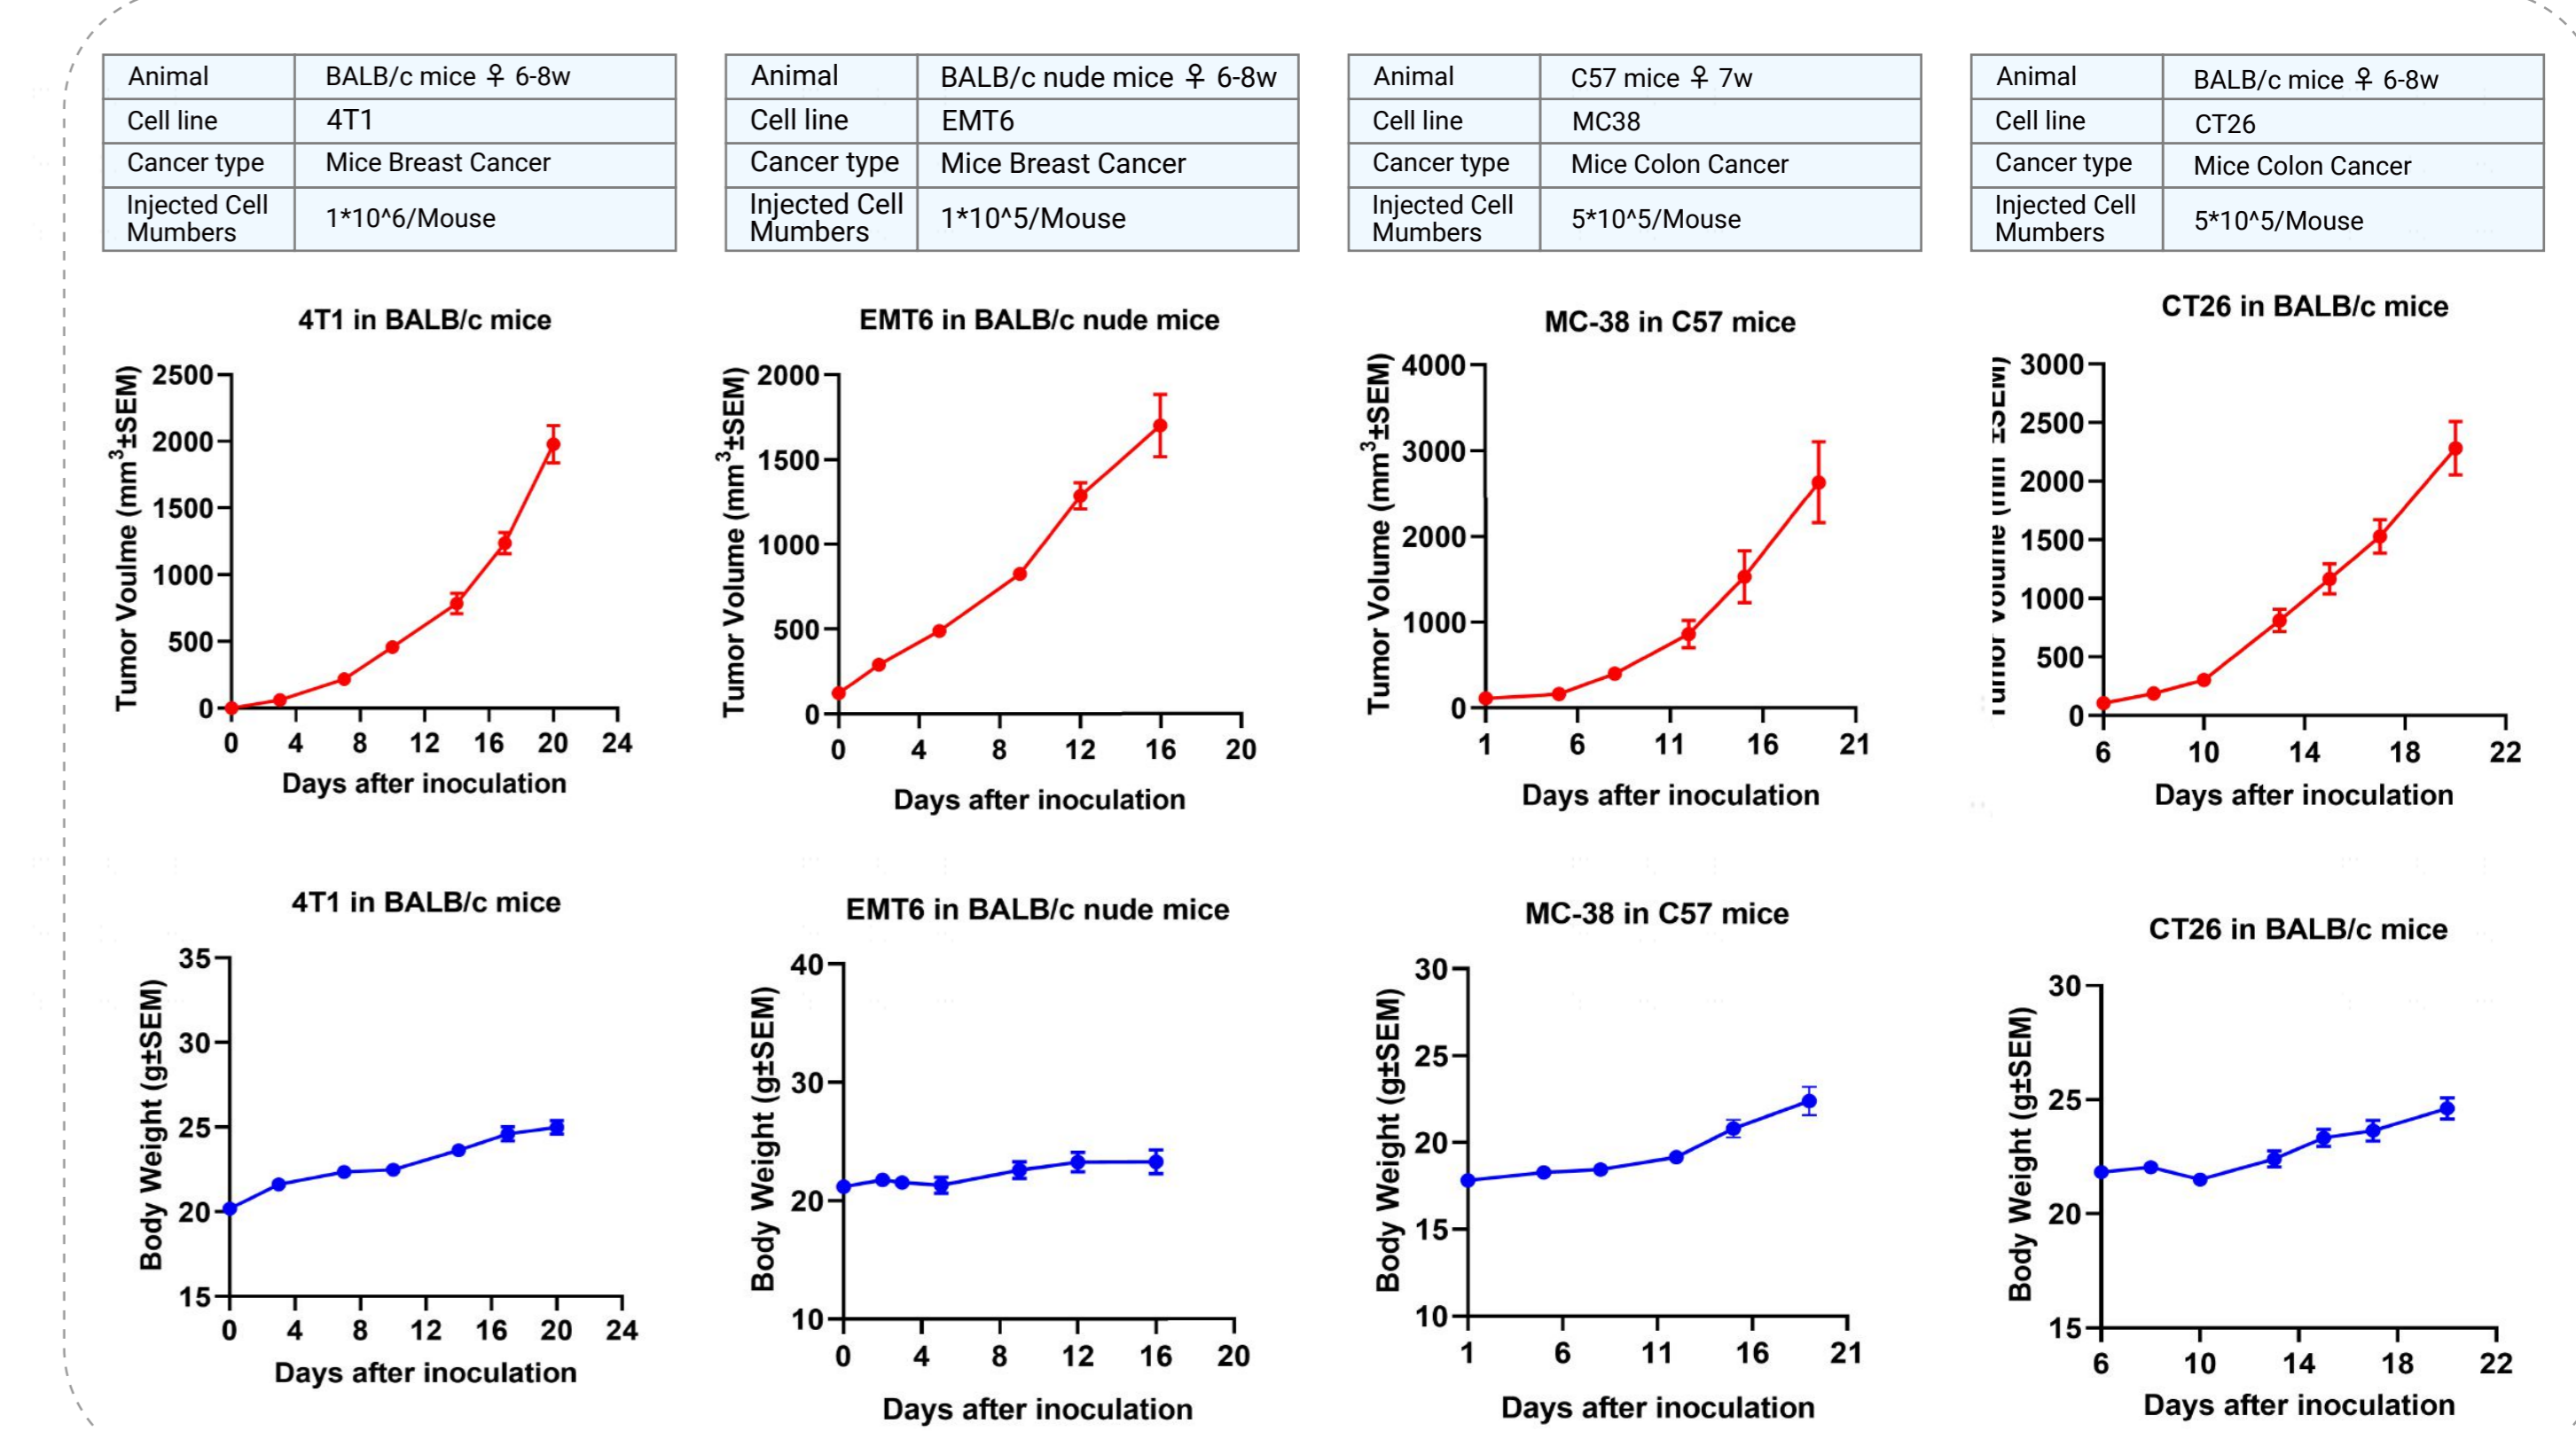 Animal BALB/c mice ♀ 6-8w
Cell line 4T1
Cancer type Mice Breast Cancer
Injected Cell
Mumbers
1*10^6/Mouse
Animal BALB/c nude mice ♀ 6-8w
Cell line EMT6
Cancer type Mice Breast Cancer
Injected Cell
Mumbers
1*10^5/Mouse
Animal C57 mice ♀ 7w
Cell line MC38
Cancer type Mice Colon Cancer
Injected Cell
Mumbers
5*10^5/Mouse
Animal BALB/c mice ♀ 6-8w
Cell line CT26
Cancer type Mice Colon Cancer
Injected Cell
Mumbers
5*10^5/Mouse
4T1 in BALB/c mice
Tumor Voulme (mm³±SEM)
2500
2000
1500
1000
500
0
0 4 8 12 16 20 24
Days after inoculation
EMT6 in BALB/c nude mice
Tumor Volume (mm³±SEM)
2000
1500
1000
500
0
0 4 8 12 16 20
Days after inoculation
MC-38 in C57 mice
Tumor Volume (mm³±SEM)
4000
3000
2000
1000
0
1 6 11 16 21
Days after inoculation
CT26 in BALB/c mice
Tumor Volume (mm ±SEM)
3000
2500
2000
1500
1000
500
0
6 10 14 18 22
Days after inoculation
4T1 in BALB/c mice
Body Weight (g±SEM)
35
30
25
20
15
0 4 8 12 16 20 24
Days after inoculation
EMT6 in BALB/c nude mice
Body Weight (g±SEM)
40
30
20
10
0 4 8 12 16 20
Days after inoculation
MC-38 in C57 mice
Body Weight (g±SEM)
30
25
20
15
10
1 6 11 16 21
Days after inoculation
CT26 in BALB/c mice
Body Weight (g±SEM)
30
25
20
15
6 10 14 18 22
Days after inoculation